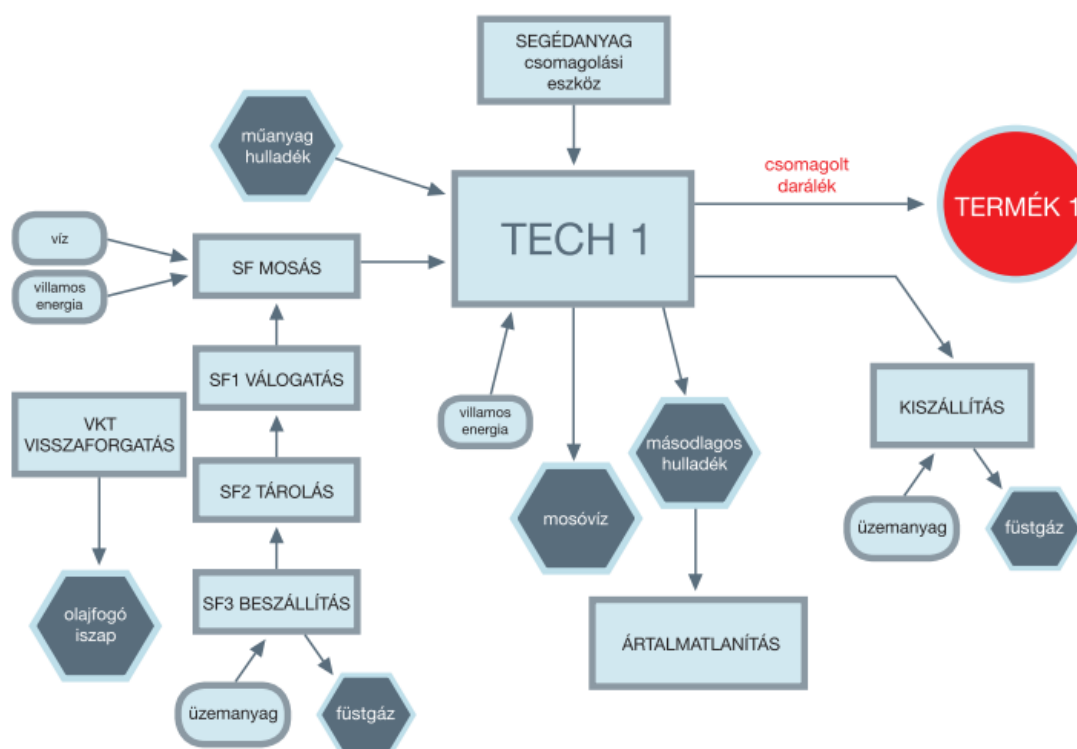 SEGÉDANYAG
csomagolási
eszköz
műanyag
hulladék
csomagolt
darálék
TERMÉK 1
TECH 1
víz
SF MOSÁS
villamos
energia
SF1 VÁLOGATÁS
VKT
VISSZAFORGATÁS
villamos
energia
KISZÁLLÍTÁS
másodlagos
hulladék
SF2 TÁROLÁS
mosóvíz
üzemanyag
füstgáz
SF3 BESZÁLLÍTÁS
olajfogó
iszap
ÁRTALMATLANÍTÁS
üzemanyag
füstgáz